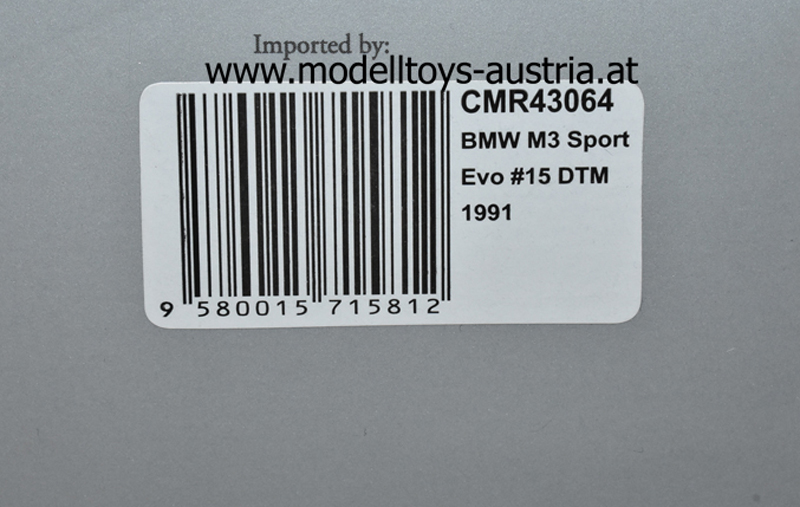 Imported by:
www.modelltoys-austria.at
CMR43064
BMW M3 Sport
Evo #15 DTM
1991
9 580015 715812